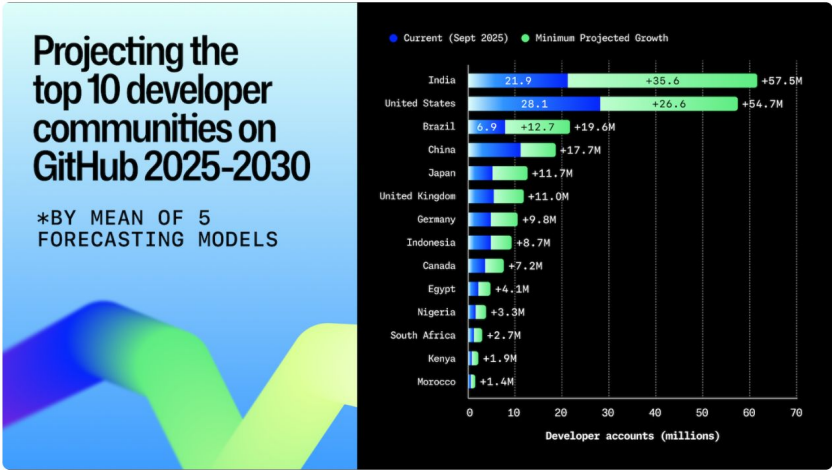 Projecting the
top 10 developer
communities on
GitHub 2025-2030
*BY MEAN OF 5
FORECASTING MODELS
Current (Sept 2025) Minimum Projected Growth
India 21.9 +35.6 +57.5M
United States 28.1 +26.6 +54.7M
Brazil 6.9 +12.7 +19.6M
China +17.7M
Japan +11.7M
United Kingdom +11.0M
Germany +9.8M
Indonesia +8.7M
Canada +7.2M
Egypt +4.1M
Nigeria +3.3M
South Africa +2.7M
Kenya +1.9M
Morocco +1.4M
0 10 20 30 40 50 60 70
Developer accounts (millions)